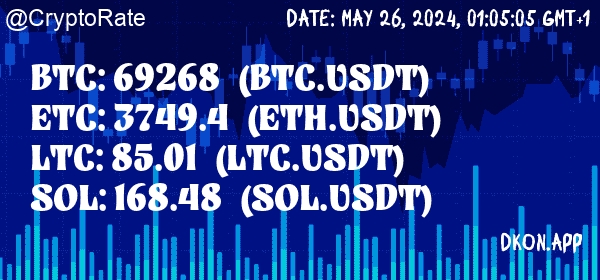 @CryptoRate
DATE: MAY 26, 2024, 01:05:05 GMT+1
BTC: 69268 (BTC.USDT)
ETC: 3749.4 (ETH.USDT)
LTC: 85.01 (LTC.USDT)
SOL: 168.48 (SOL.USDT)
DKON.APP